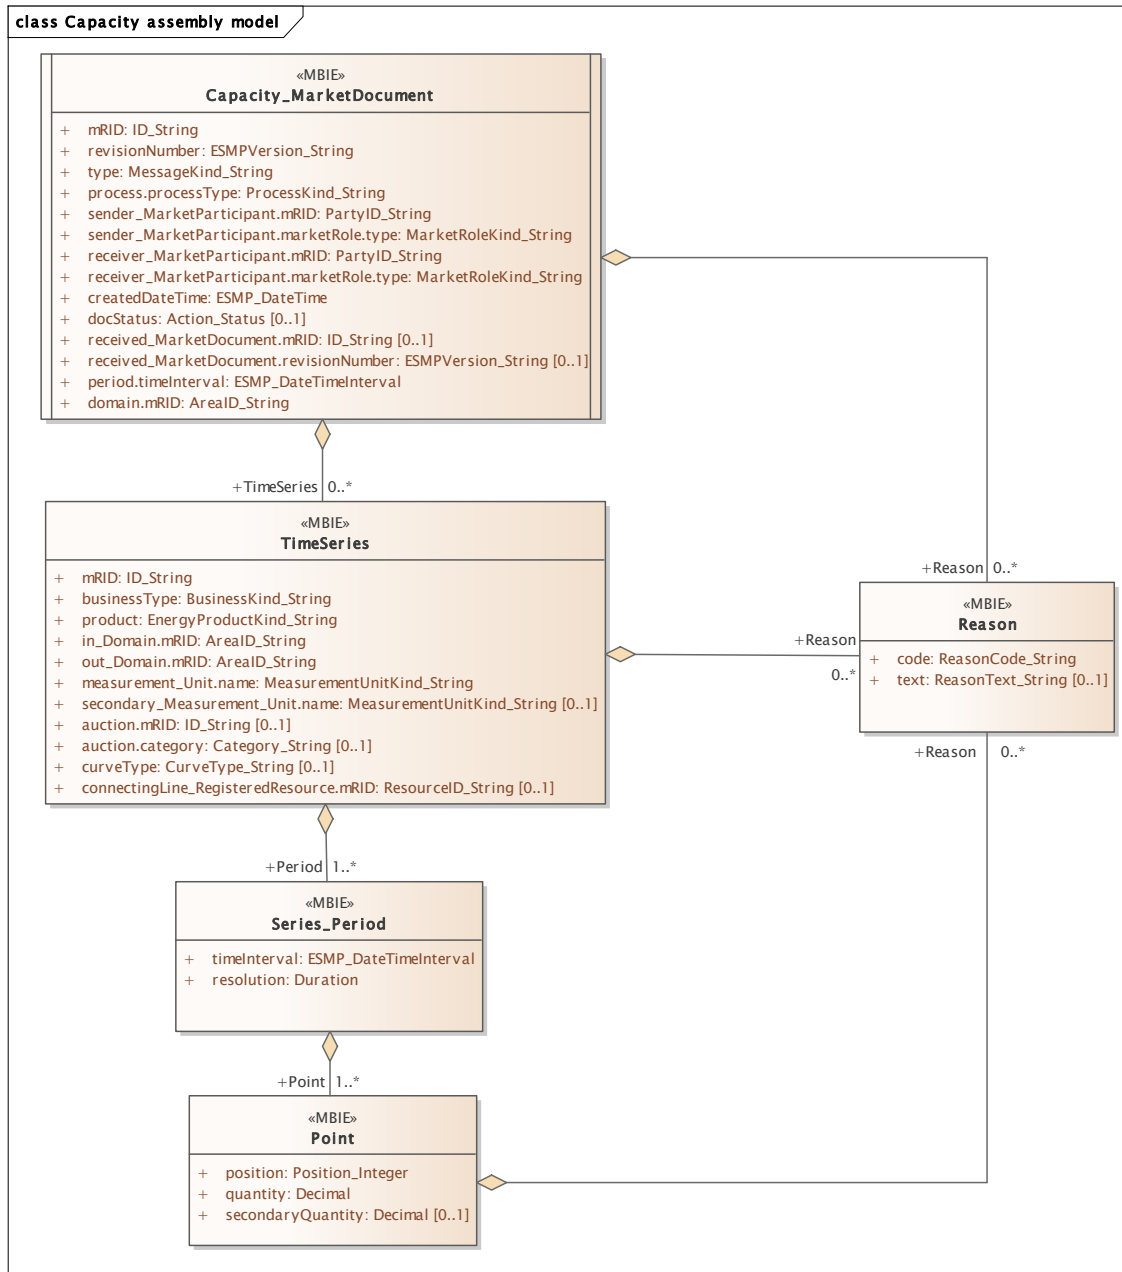 class Capacity assembly model
«MBIE»
Capacity_MarketDocument
+ mRID: ID_String
+ revisionNumber: ESMPVersion_String
+ type: MessageKind_String
+ process.processType: ProcessKind_String
+ sender_MarketParticipant.mRID: PartyID_String
+ sender_MarketParticipant.marketRole.type: MarketRoleKind_String
+ receiver_MarketParticipant.mRID: PartyID_String
+ receiver_MarketParticipant.marketRole.type: MarketRoleKind_String
+ createdDateTime: ESMP_DateTime
+ docStatus: Action_Status [0..1]
+ received_MarketDocument.mRID: ID_String [0..1]
+ received_MarketDocument.revisionNumber: ESMPVersion_String [0..1]
+ period.timeInterval: ESMP_DateTimeInterval
+ domain.mRID: AreaID_String
+TimeSeries 0..*
«MBIE»
TimeSeries
+ mRID: ID_String
+ businessType: BusinessKind_String
+ product: EnergyProductKind_String
+ in_Domain.mRID: AreaID_String
+ out_Domain.mRID: AreaID_String
+ measurement_Unit.name: MeasurementUnitKind_String
+ secondary_Measurement_Unit.name: MeasurementUnitKind_String [0..1]
+ auction.mRID: ID_String [0..1]
+ auction.category: Category_String [0..1]
+ curveType: CurveType_String [0..1]
+ connectingLine_RegisteredResource.mRID: ResourceID_String [0..1]
+Reason 0..*
+Reason
0..*
«MBIE»
Reason
+ code: ReasonCode_String
+ text: ReasonText_String [0..1]
+Reason 0..*
+Period 1..*
«MBIE»
Series_Period
+ timeInterval: ESMP_DateTimeInterval
+ resolution: Duration
+Point 1..*
«MBIE»
Point
+ position: Position_Integer
+ quantity: Decimal
+ secondaryQuantity: Decimal [0..1]